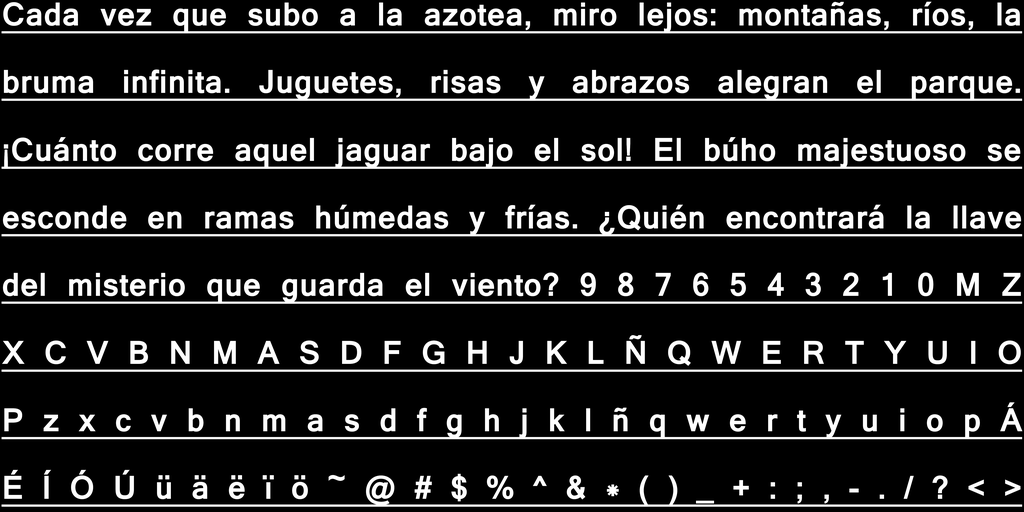 Cada vez que subo a la azotea, miro lejos: montañas, ríos, la
bruma infinita. Juguetes, risas y abrazos alegran el parque.
¡Cuánto corre aquel jaguar bajo el sol! El búho majestuoso se
esconde en ramas húmedas y frías. ¿Quién encontrará la llave
del misterio que guarda el viento? 9 8 7 6 5 4 3 2 1 0 M Z
X C V B N M A S D F G H J K L Ñ Q W E R T Y U I O
P z x c v b n m a s d f g h j k l ñ q w e r t y u i o p Á
É Í Ó Ú ü ä ë ï ö ~ @ # $ % ^ & * ( ) _ + : ; , - . / ? < >